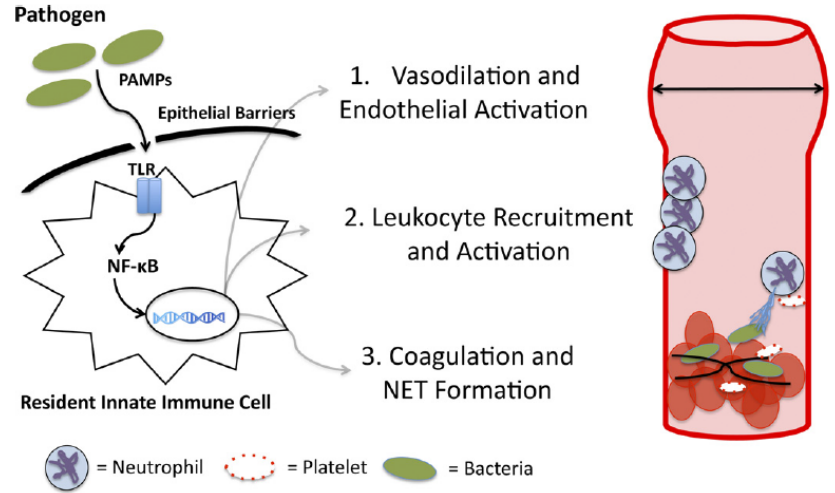 Pathogen
PAMPs
Epithelial Barriers
TLR
NF-κB
Resident Innate Immune Cell
1. Vasodilation and
Endothelial Activation
2. Leukocyte Recruitment
and Activation
3. Coagulation and
NET Formation
= Neutrophil
= Platelet
= Bacteria